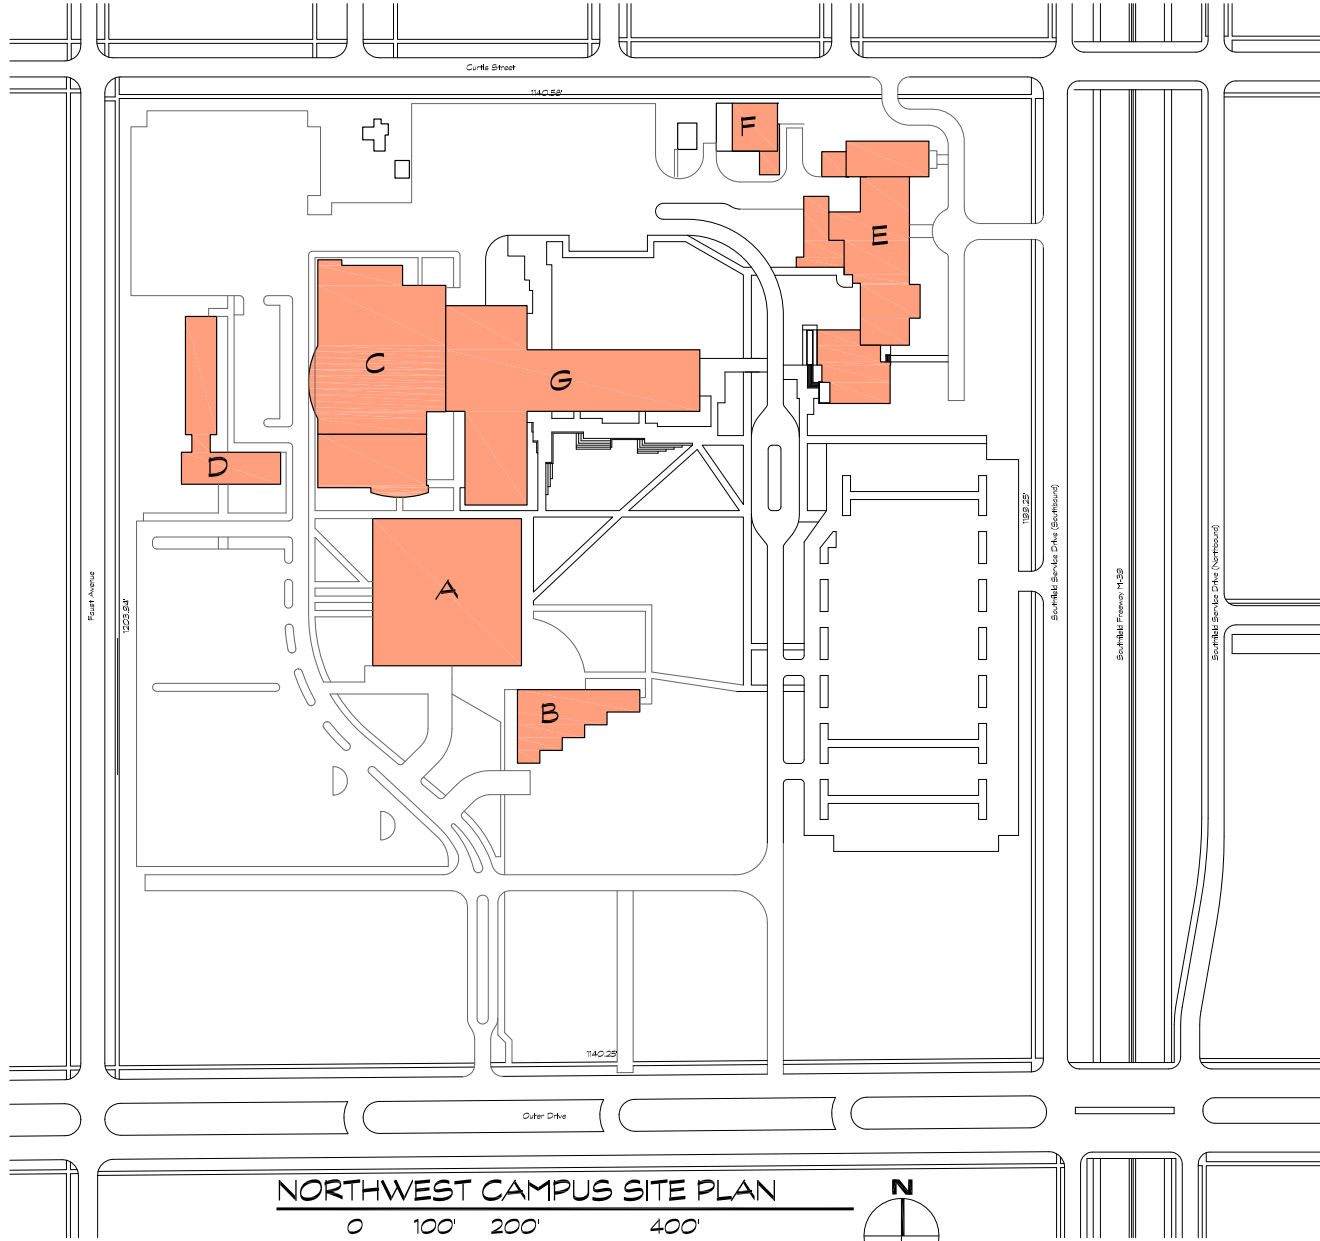 Curtis Street
1140.58'
F
E
C
G
D
1199.25'
Southfield Service Drive (Southbound)
Southfield Service Drive (Northbound)
Southfield Freeway M-39
Faust Avenue
1203.94'
A
B
1140.25'
Outer Drive
NORTHWEST CAMPUS SITE PLAN
N
0 100' 200' 400'